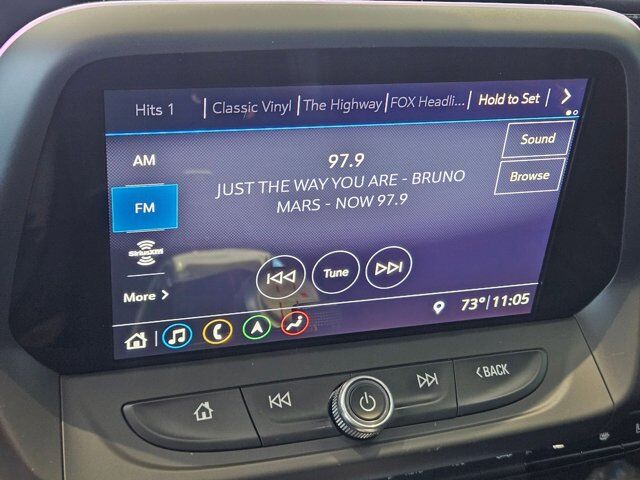 Hits 1 Classic Vinyl The Highway FOX Headli... Hold to Set
AM
97.9
Sound
FM
JUST THE WAY YOU ARE - BRUNO
MARS - NOW 97.9
Browse
SiriusXM
Tune
More
73° 11:05
BACK